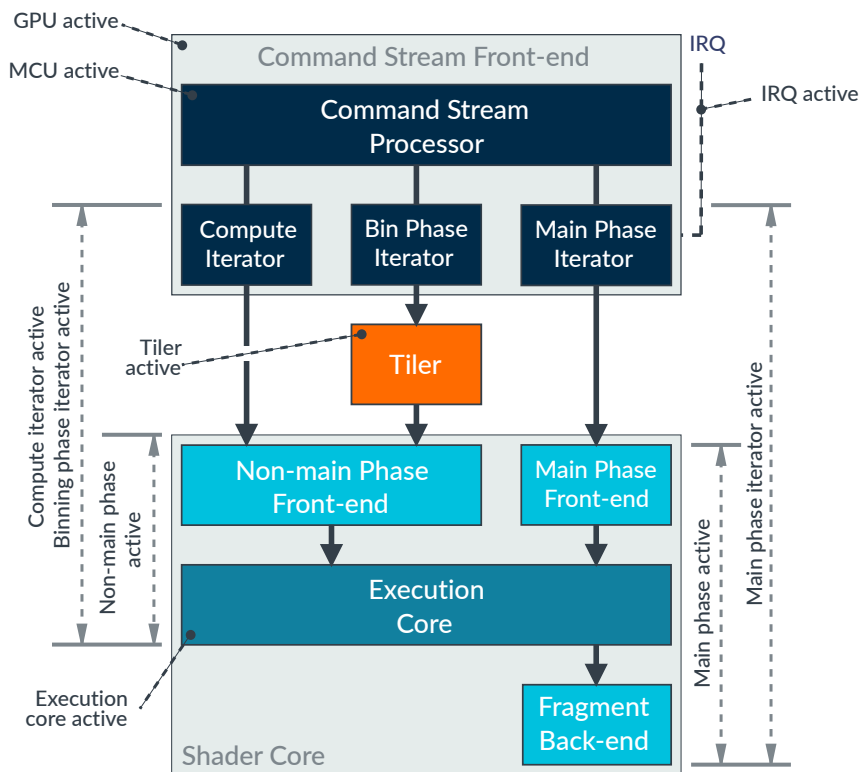 GPU active
MCU active
Command Stream Front-end
IRQ
IRQ active
Command Stream
Processor
Compute
Iterator
Bin Phase
Iterator
Main Phase
Iterator
Tiler
active
Tiler
Compute iterator active
Binning phase iterator active
Non-main phase
active
Non-main Phase
Front-end
Main Phase
Front-end
Main phase active
Main phase iterator active
Execution
Core
Execution
core active
Fragment
Back-end
Shader Core